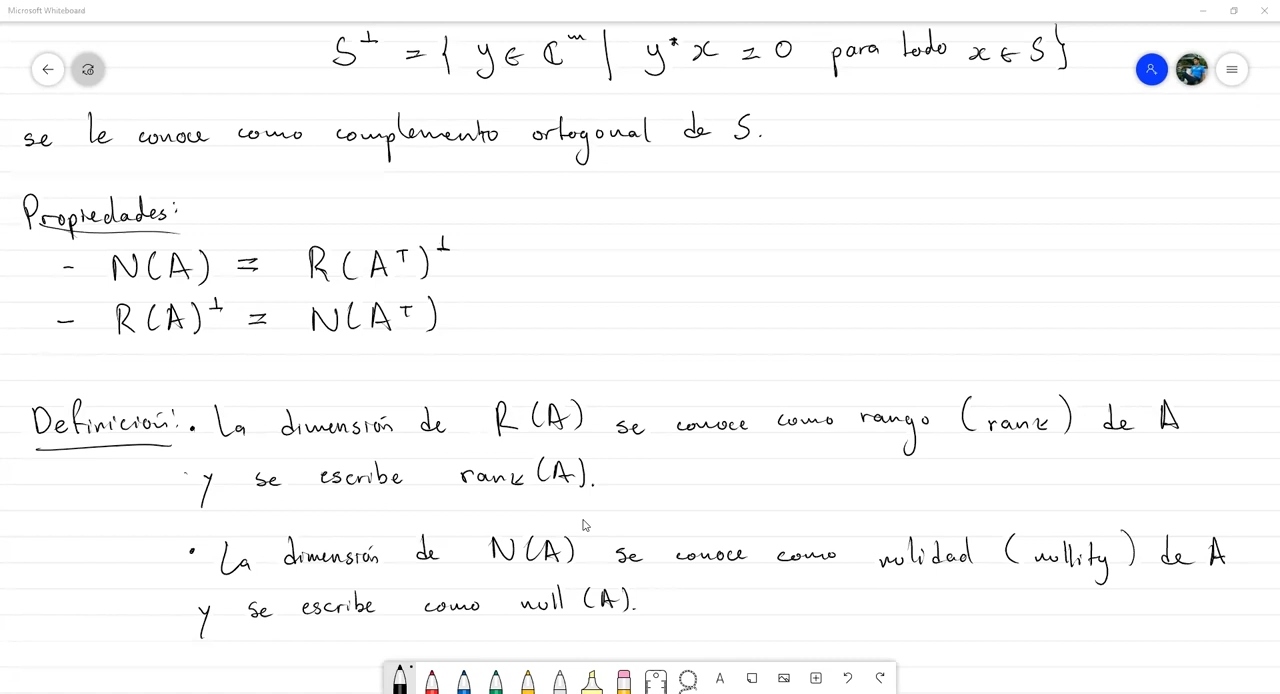 Microsoft Whiteboard
S^⊥ = { y ∈ ℂ^m | y* x = 0 para todo x ∈ S }
se le conoce como complemento ortogonal de S.
Propiedades:
- N(A) = R(A^T)^⊥
- R(A)^⊥ = N(A^T)
Definición: • La dimensión de R(A) se conoce como rango (rank) de A
y se escribe rank(A).
• La dimensión de N(A) se conoce como nulidad (nullity) de A
y se escribe como null(A).
A